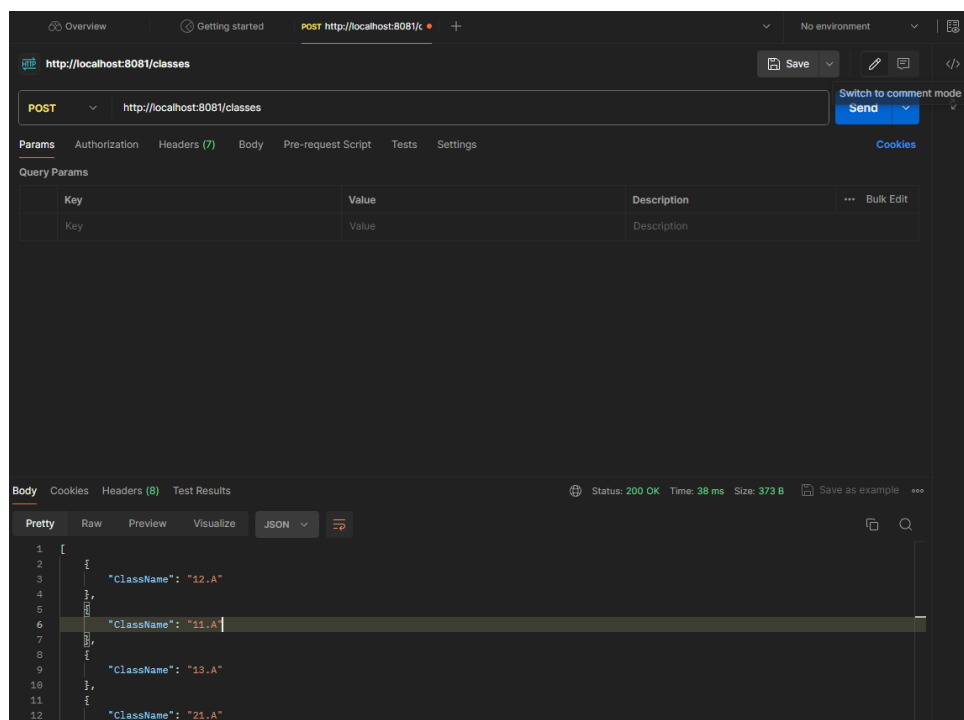 Overview Getting started POST http://localhost:8081/c + No environment
HTTP http://localhost:8081/classes Save </>
Switch to comment mode
POST http://localhost:8081/classes Send
Params Authorization Headers (7) Body Pre-request Script Tests Settings Cookies
Query Params
Key Value Description ••• Bulk Edit
Key Value Description
Body Cookies Headers (8) Test Results Status: 200 OK Time: 38 ms Size: 373 B Save as example •••
Pretty Raw Preview Visualize JSON
1 [
2 {
3 "ClassName": "12.A"
4 },
5 {
6 "ClassName": "11.A"
7 },
8 {
9 "ClassName": "13.A"
10 },
11 {
12 "ClassName": "21.A"